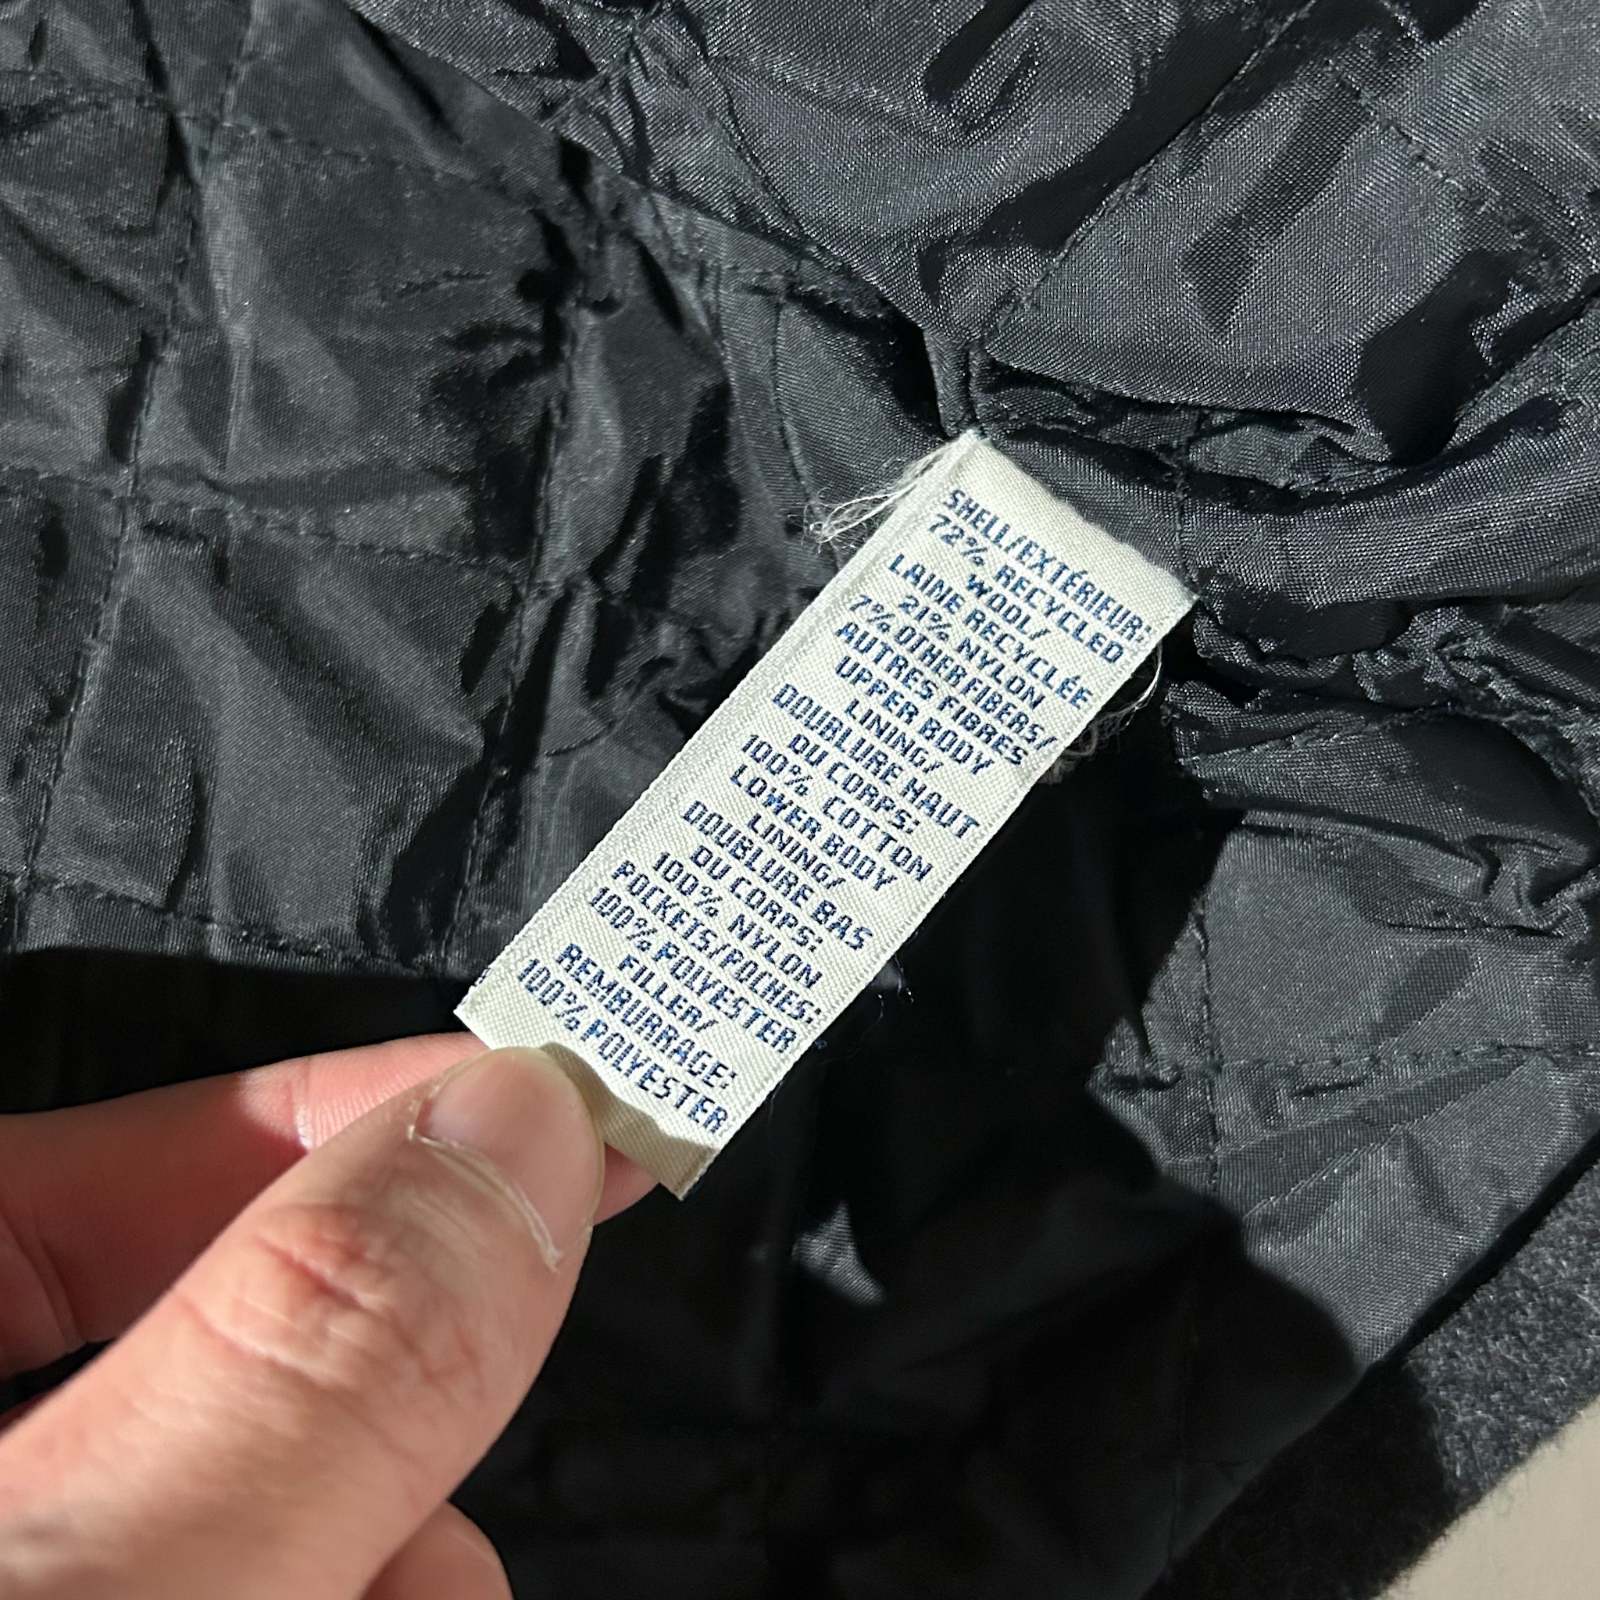 SHELL/EXTÉRIEUR:
72% RECYCLED
WOOL/
LAINE RECYCLÉE
21% NYLON
7% OTHERFIBERS/
AUTRES FIBRES
UPPER BODY
LINING/
DOUBLURE HAUT
DU CORPS:
100% COTTON
LOWER BODY
LINING/
DOUBLURE BAS
DU CORPS:
100% NYLON
POCKETS/POCHES:
100% POLYESTER
FILLER/
REMBURRAGE:
100% POLYESTER